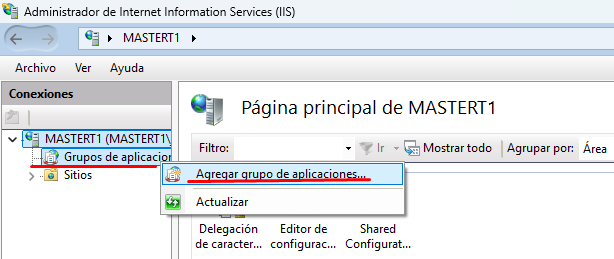 Administrador de Internet Information Services (IIS)
MASTERT1
Archivo Ver Ayuda
Conexiones
MASTERT1 (MASTERT1\
Grupos de aplicacion
Sitios
Página principal de MASTERT1
Filtro: Ir Mostrar todo Agrupar por: Área
Agregar grupo de aplicaciones...
Actualizar
Delegación de caracter...
Editor de configurac...
Shared Configurat...